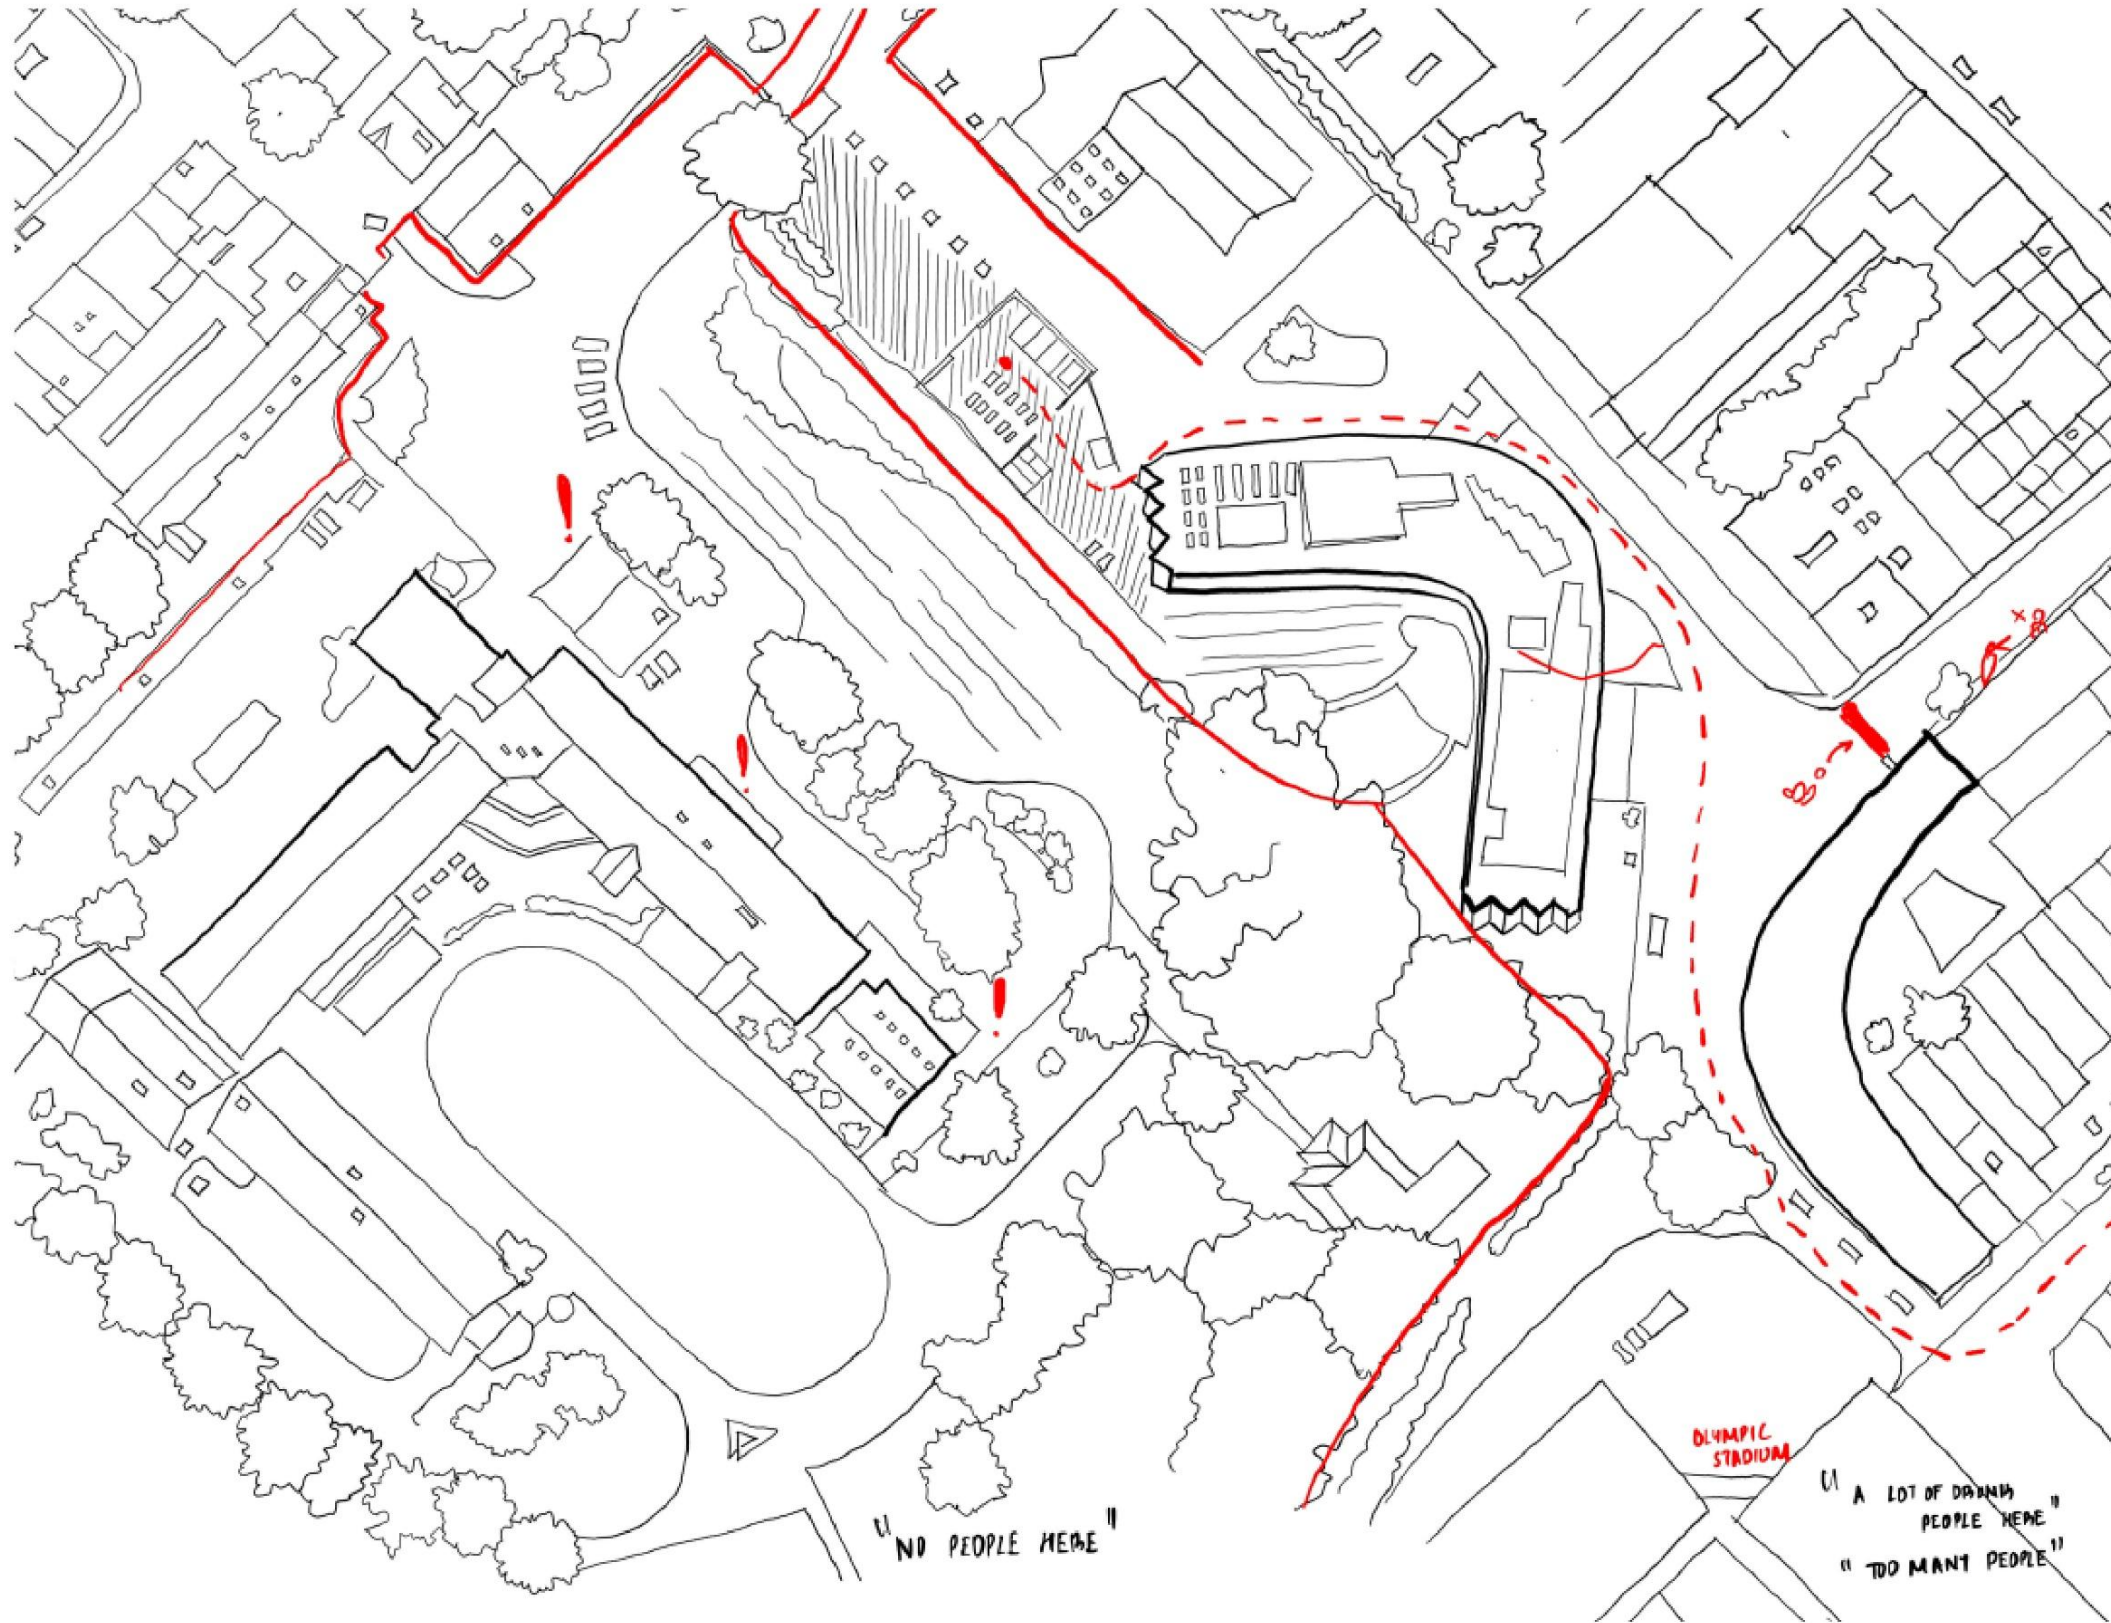 OLYMPIC
STADIUM
"A LOT OF DRUNK
PEOPLE HERE"
"TOO MANY PEOPLE"
"NO PEOPLE HERE"
!
!
!